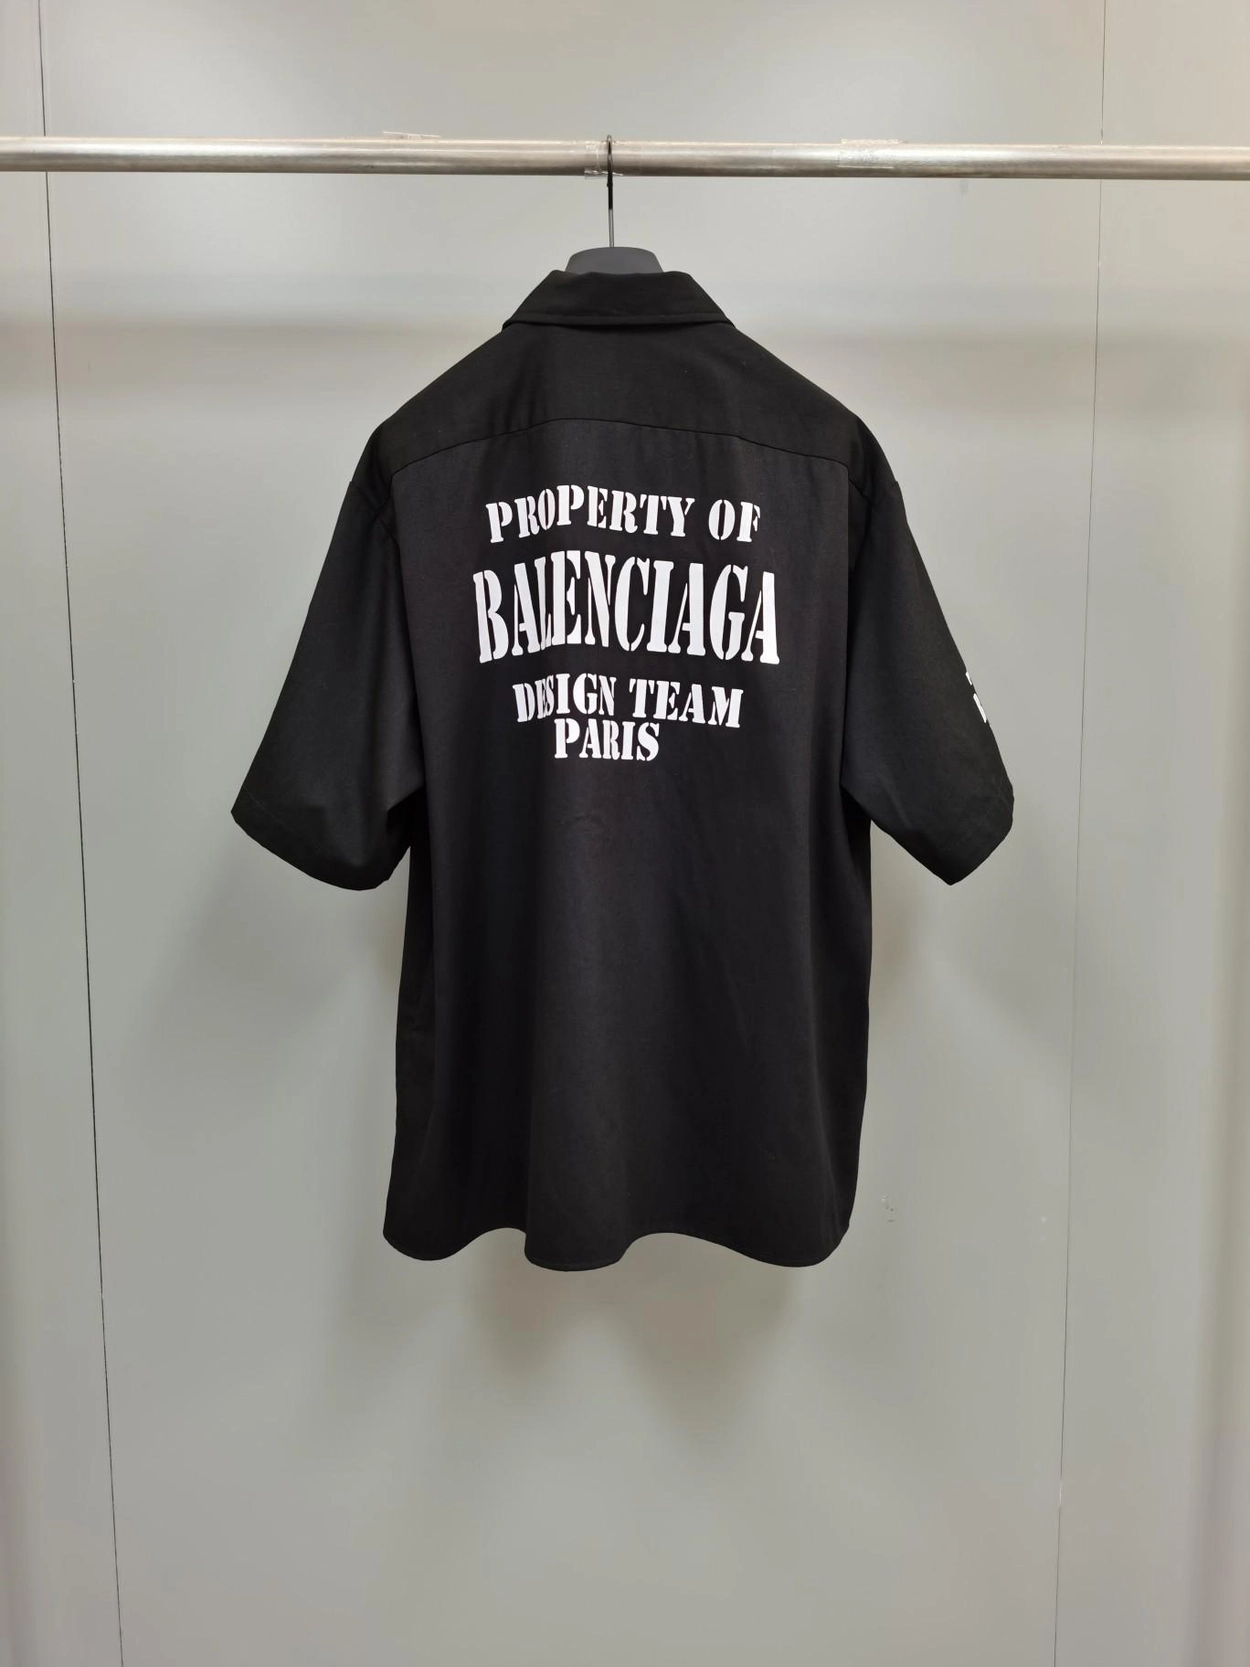 PROPERTY OF
BALENCIAGA
DESIGN TEAM
PARIS